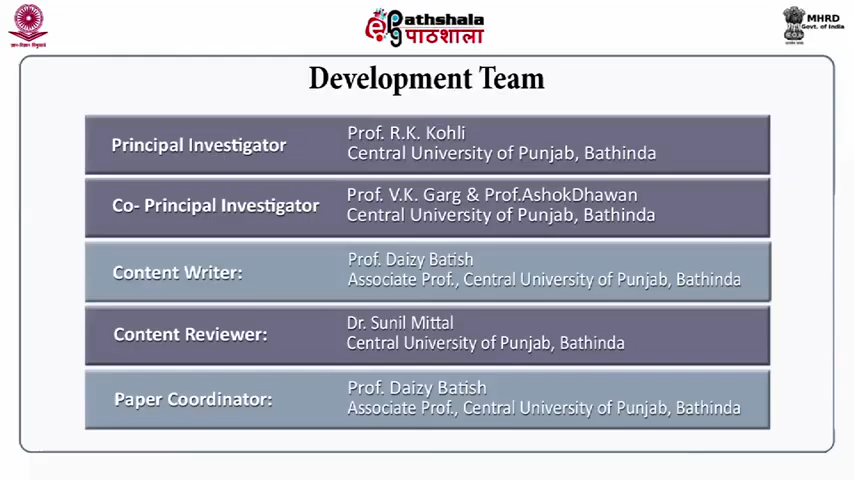 Pathshala
पाठशाला
MHRD
Govt. of India
Development Team
Principal Investigator
Prof. R.K. Kohli
Central University of Punjab, Bathinda
Co- Principal Investigator
Prof. V.K. Garg & Prof.AshokDhawan
Central University of Punjab, Bathinda
Content Writer:
Prof. Daizy Batish
Associate Prof., Central University of Punjab, Bathinda
Content Reviewer:
Dr. Sunil Mittal
Central University of Punjab, Bathinda
Paper Coordinator:
Prof. Daizy Batish
Associate Prof., Central University of Punjab, Bathinda